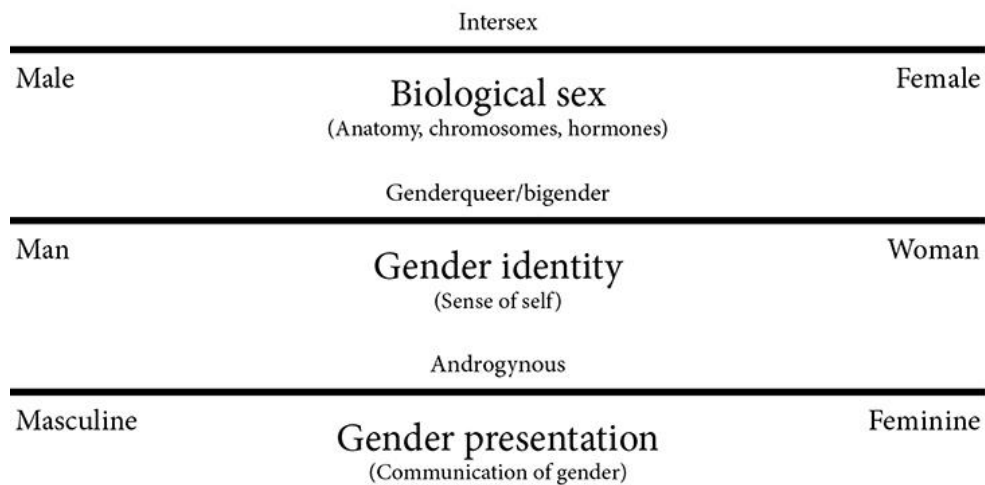 Intersex
Male Female
Biological sex
(Anatomy, chromosomes, hormones)
Genderqueer/bigender
Man Woman
Gender identity
(Sense of self)
Androgynous
Masculine Feminine
Gender presentation
(Communication of gender)